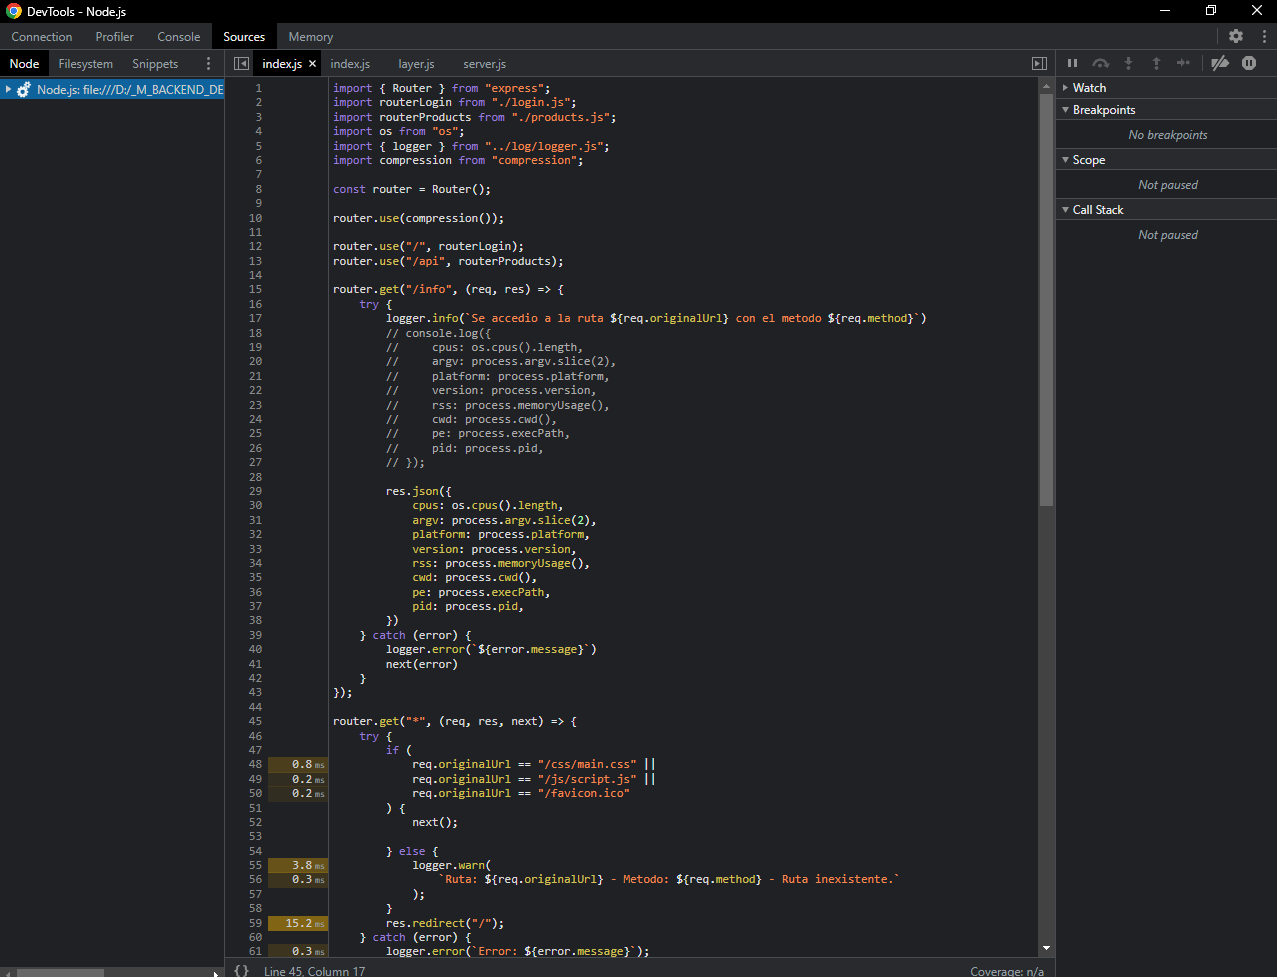 DevTools - Node.js
Connection Profiler Console Sources Memory
Node Filesystem Snippets index.js × index.js layer.js server.js
Node.js: file:///D:/_M_BACKEND_DE
1 import { Router } from "express";
2 import routerLogin from "./login.js";
3 import routerProducts from "./products.js";
4 import os from "os";
5 import { logger } from "../log/logger.js";
6 import compression from "compression";
7
8 const router = Router();
9
10 router.use(compression());
11
12 router.use("/", routerLogin);
13 router.use("/api", routerProducts);
14
15 router.get("/info", (req, res) => {
16 try {
17 logger.info(`Se accedio a la ruta ${req.originalUrl} con el metodo ${req.method}`)
18 // console.log({
19 // cpus: os.cpus().length,
20 // argv: process.argv.slice(2),
21 // platform: process.platform,
22 // version: process.version,
23 // rss: process.memoryUsage(),
24 // cwd: process.cwd(),
25 // pe: process.execPath,
26 // pid: process.pid,
27 // });
28
29 res.json({
30 cpus: os.cpus().length,
31 argv: process.argv.slice(2),
32 platform: process.platform,
33 version: process.version,
34 rss: process.memoryUsage(),
35 cwd: process.cwd(),
36 pe: process.execPath,
37 pid: process.pid,
38 })
39 } catch (error) {
40 logger.error(`${error.message}`)
41 next(error)
42 }
43 });
44
45 router.get("*", (req, res, next) => {
46 try {
47 if (
48 0.8 ms req.originalUrl == "/css/main.css" ||
49 0.2 ms req.originalUrl == "/js/script.js" ||
50 0.2 ms req.originalUrl == "/favicon.ico"
51 ) {
52 next();
53
54 } else {
55 3.8 ms logger.warn(
56 0.3 ms `Ruta: ${req.originalUrl} - Metodo: ${req.method} - Ruta inexistente.`
57 );
58 }
59 15.2 ms res.redirect("/");
60 } catch (error) {
61 0.3 ms logger.error(`Error: ${error.message}`);
{} Line 45, Column 17 Coverage: n/a
Watch
Breakpoints
No breakpoints
Scope
Not paused
Call Stack
Not paused